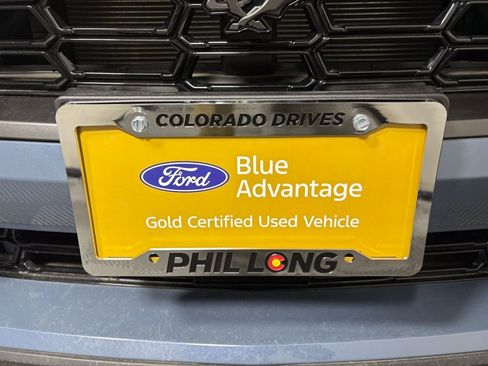 COLORADO DRIVES
Ford
Blue
Advantage
Gold Certified Used Vehicle
PHIL LONG